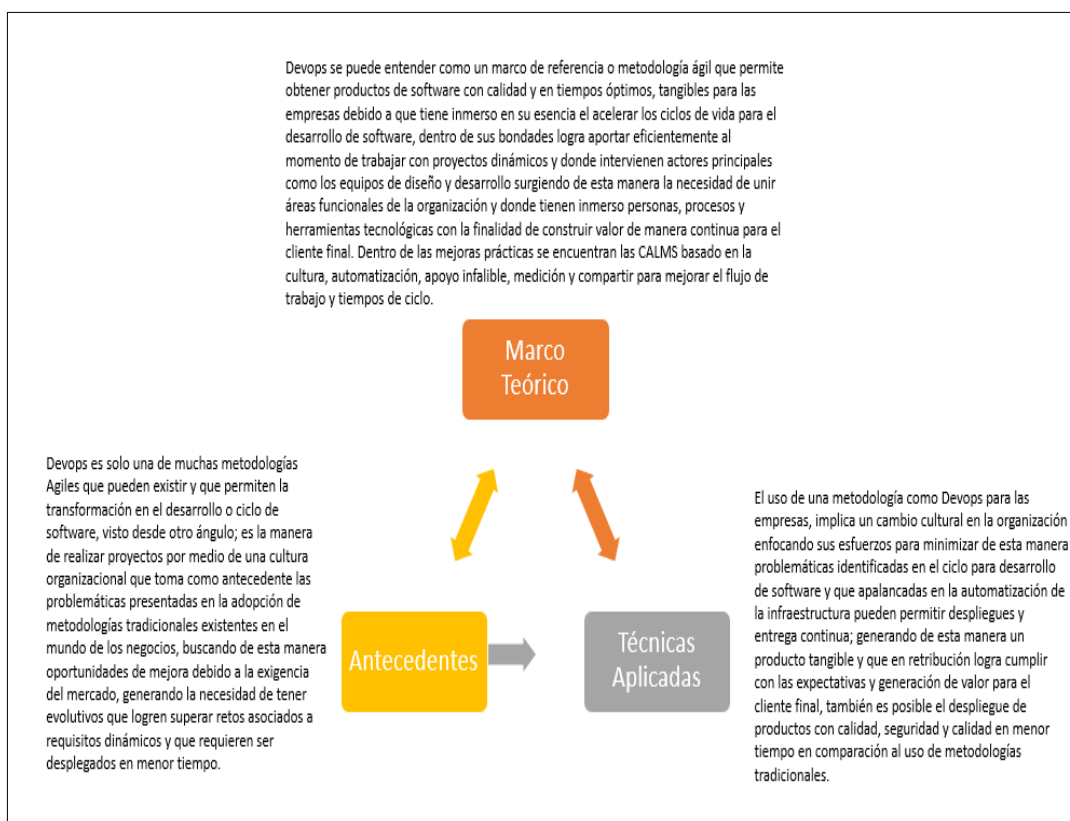 Devops se puede entender como un marco de referencia o metodología ágil que permite
obtener productos de software con calidad y en tiempos óptimos, tangibles para las
empresas debido a que tiene inmerso en su esencia el acelerar los ciclos de vida para el
desarrollo de software, dentro de sus bondades logra aportar eficientemente al
momento de trabajar con proyectos dinámicos y donde intervienen actores principales
como los equipos de diseño y desarrollo surgiendo de esta manera la necesidad de unir
áreas funcionales de la organización y donde tienen inmerso personas, procesos y
herramientas tecnológicas con la finalidad de construir valor de manera continua para el
cliente final. Dentro de las mejores prácticas se encuentran las CALMS basado en la
cultura, automatización, apoyo infalible, medición y compartir para mejorar el flujo de
trabajo y tiempos de ciclo.
Marco
Teórico
Devops es solo una de muchas metodologías
Agiles que pueden existir y que permiten la
transformación en el desarrollo o ciclo de
software, visto desde otro ángulo; es la manera
de realizar proyectos por medio de una cultura
organizacional que toma como antecedente las
problemáticas presentadas en la adopción de
metodologías tradicionales existentes en el
mundo de los negocios, buscando de esta manera
oportunidades de mejora debido a la exigencia
del mercado, generando la necesidad de tener
evolutivos que logren superar retos asociados a
requisitos dinámicos y que requieren ser
desplegados en menor tiempo.
Antecedentes
Técnicas
Aplicadas
El uso de una metodología como Devops para las
empresas, implica un cambio cultural en la organización
enfocando sus esfuerzos para minimizar de esta manera
problemáticas identificadas en el ciclo para desarrollo
de software y que apalancadas en la automatización de
la infraestructura pueden permitir despliegues y
entrega continua; generando de esta manera un
producto tangible y que en retribución logra cumplir
con las expectativas y generación de valor para el
cliente final, también es posible el despliegue de
productos con calidad, seguridad y calidad en menor
tiempo en comparación al uso de metodologías
tradicionales.